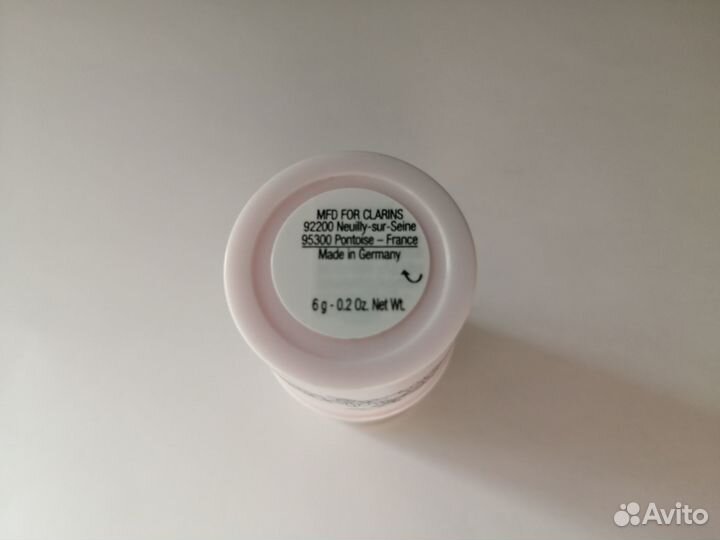 MFD FOR CLARINS
92200 Neuilly-sur-Seine
95300 Pontoise – France
Made in Germany
6 g - 0.2 Oz. Net Wt.
Avito